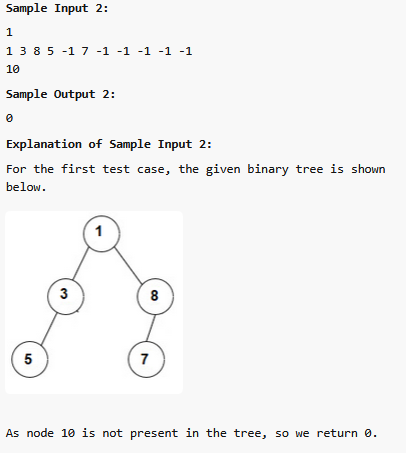 Sample Input 2:
1
1 3 8 5 -1 7 -1 -1 -1 -1 -1
10
Sample Output 2:
0
Explanation of Sample Input 2:
For the first test case, the given binary tree is shown
below.
1
3
8
5
7
As node 10 is not present in the tree, so we return 0.